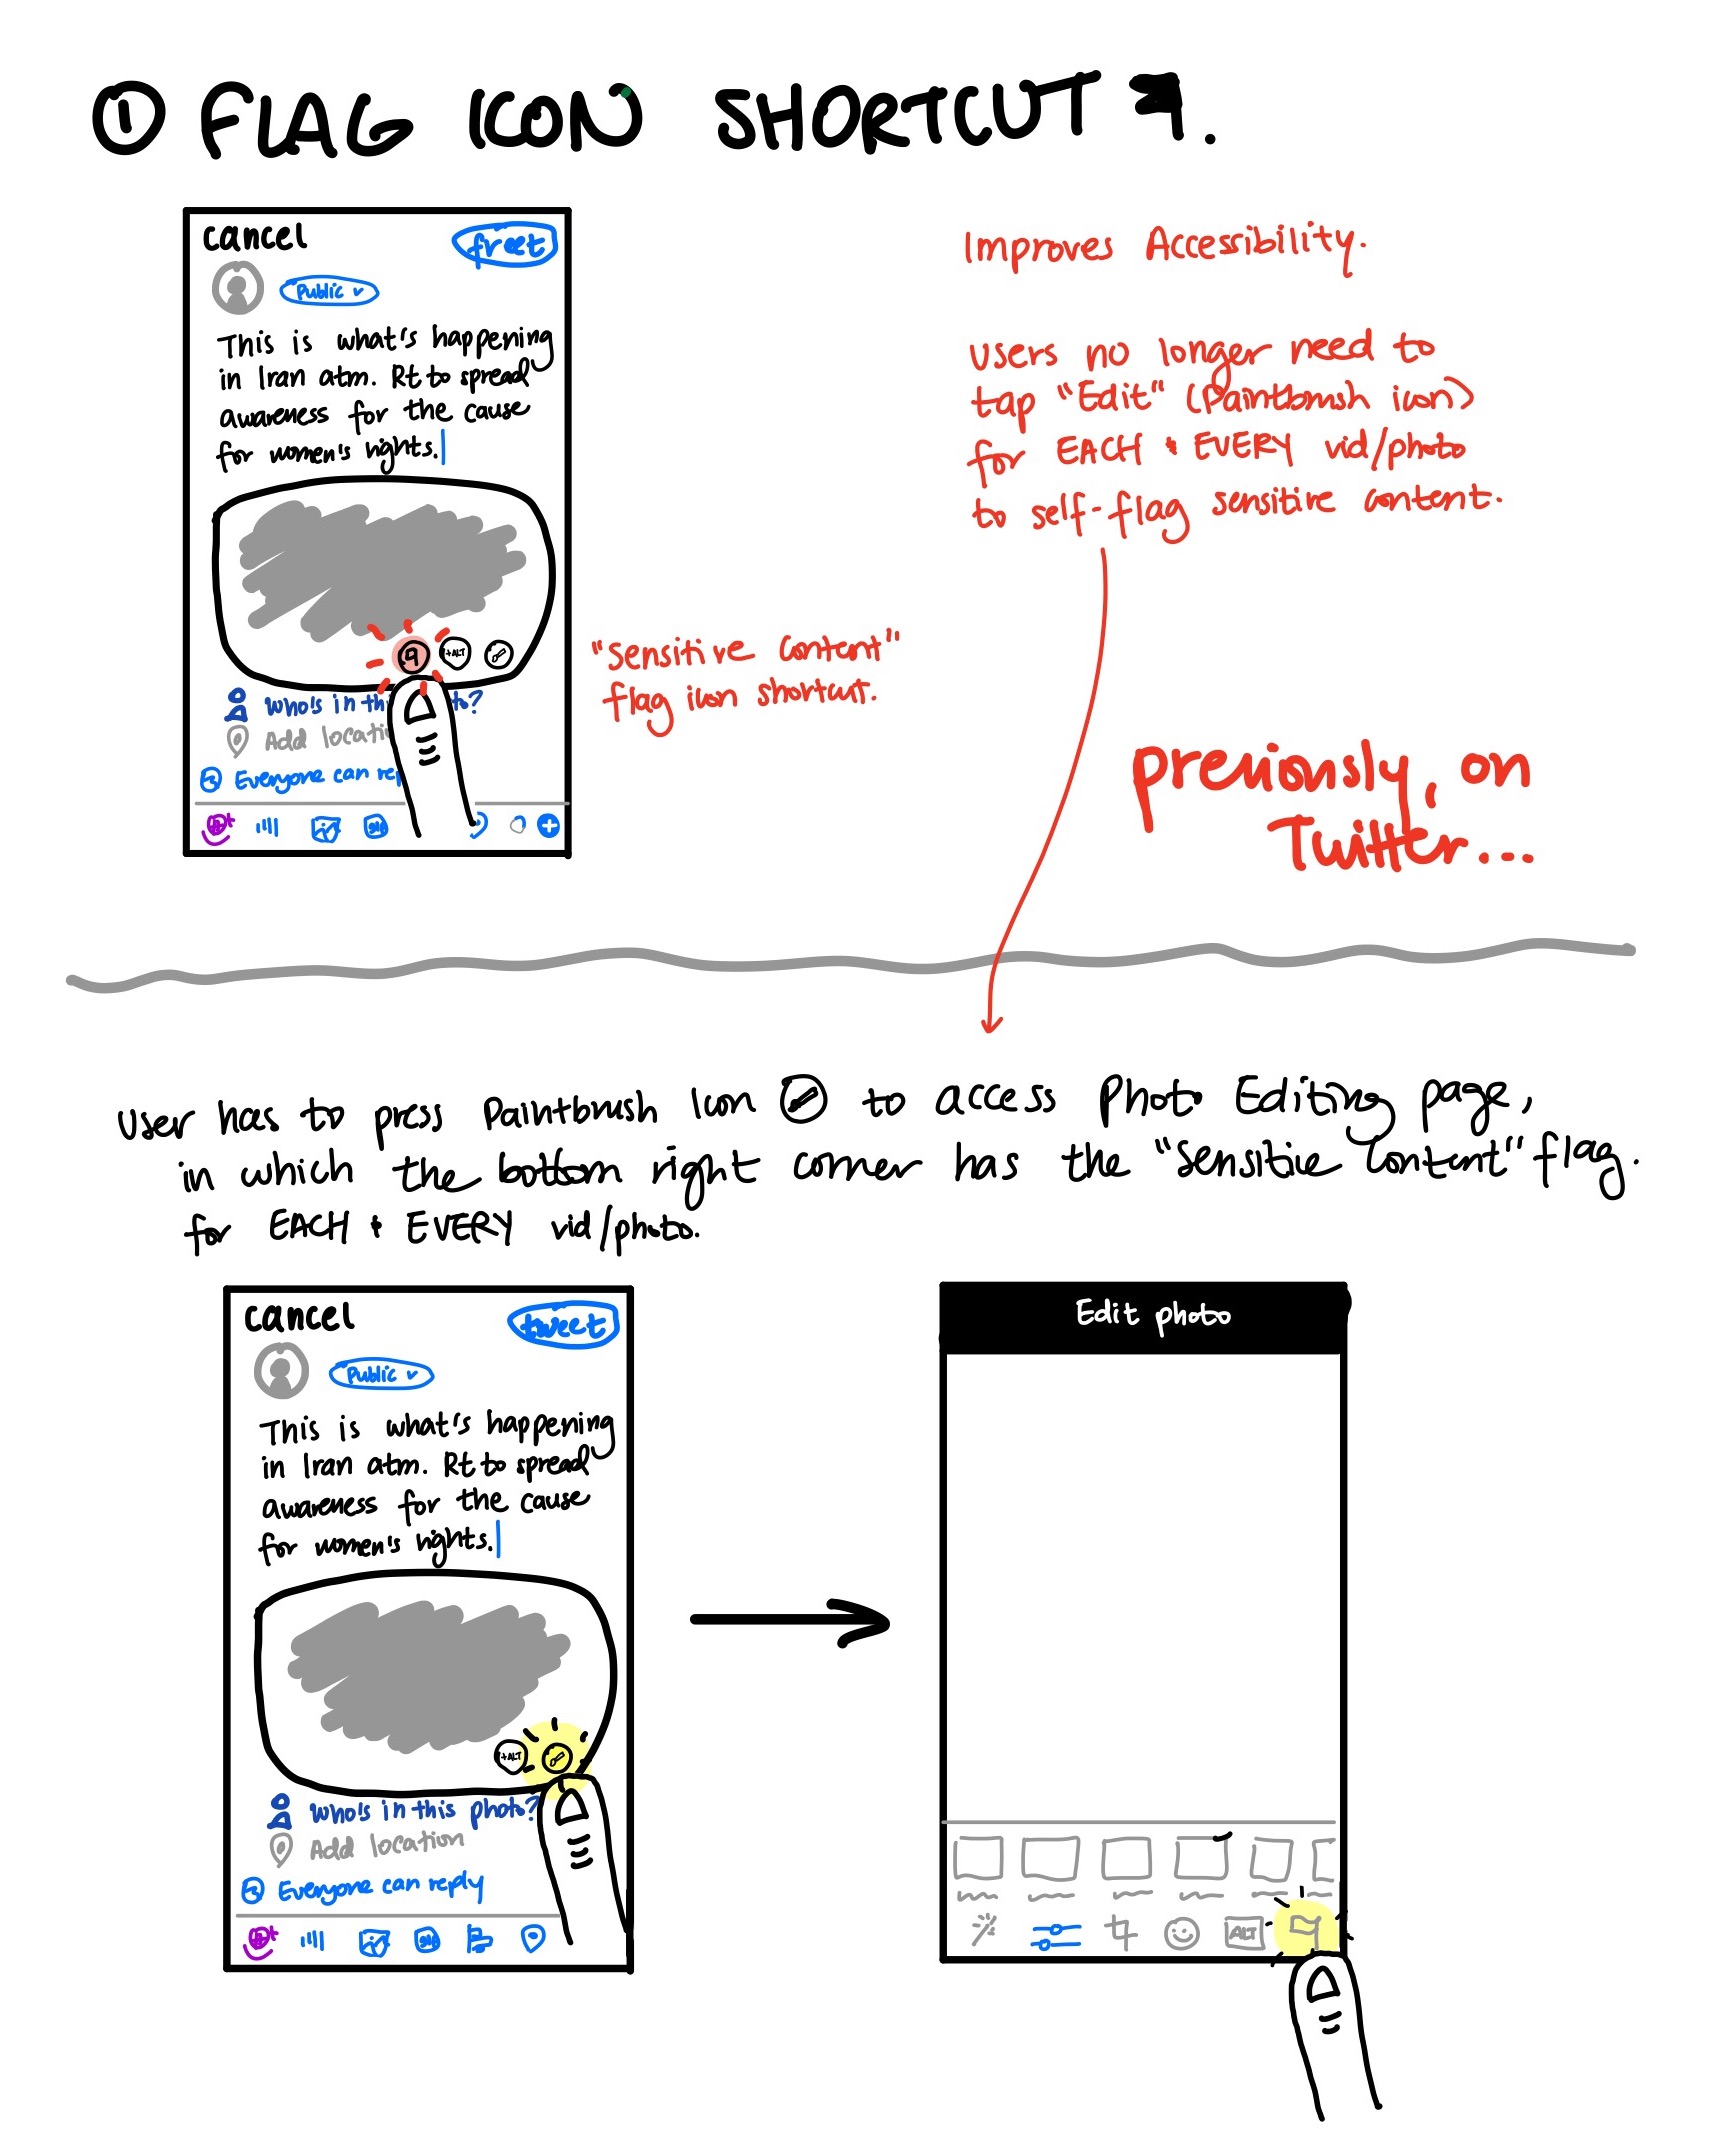 ① FLAG ICON SHORTCUT.
cancel
freet
Public
This is what's happening
in Iran atm. Rt to spread
awareness for the cause
for women's rights.
+ALT
Who's in th to?
Add locati
Everyone can rep
Improves Accessibility.
users no longer need to
tap "Edit" (Paintbrush icon)
for EACH & EVERY vid/photo
to self-flag sensitive content.
"Sensitive Content"
flag icon shortcut.
previously, on
Twitter...
User has to press Paintbrush Icon to access Photo Editing page,
in which the bottom right corner has the "Sensitive Content" flag.
for EACH & EVERY vid/photo.
cancel
tweet
Public
This is what's happening
in Iran atm. Rt to spread
awareness for the cause
for women's rights.
+ALT
Who's in this photo?
Add location
Everyone can reply
Edit photo
ALT